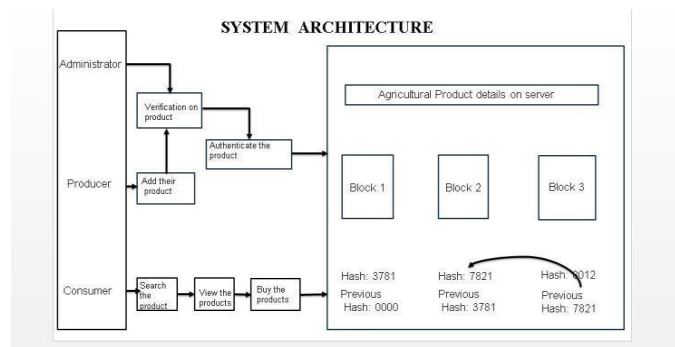 SYSTEM ARCHITECTURE
Administrator
Verification on
product
Agricultural Product details on server
Authenticate the
product
Producer
Add their
product
Block 1
Block 2
Block 3
Consumer
Search
the
product
View the
products
Buy the
products
Hash: 3781
Previous
Hash: 0000
Hash: 7821
Previous
Hash: 3781
Hash: 8012
Previous
Hash: 7821